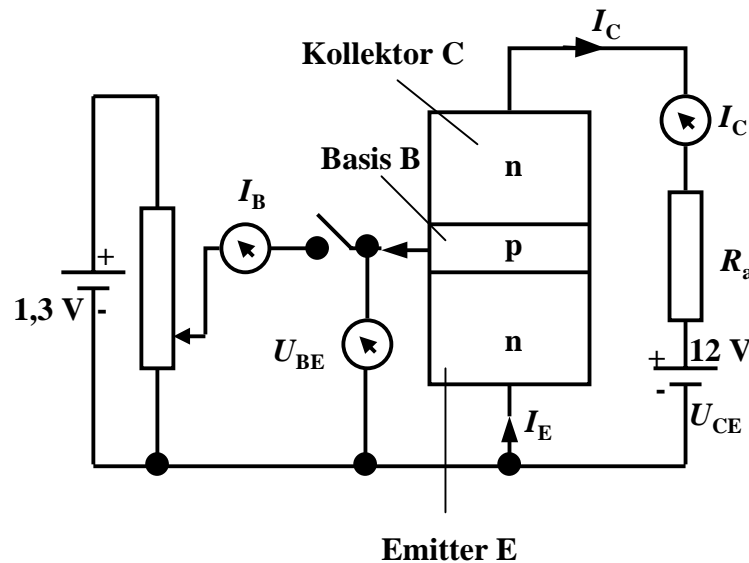 I_C
Kollektor C
I_C
Basis B
n
I_B
p
R_a
+
1,3 V
-
U_BE
n
+
12 V
-
U_CE
I_E
Emitter E